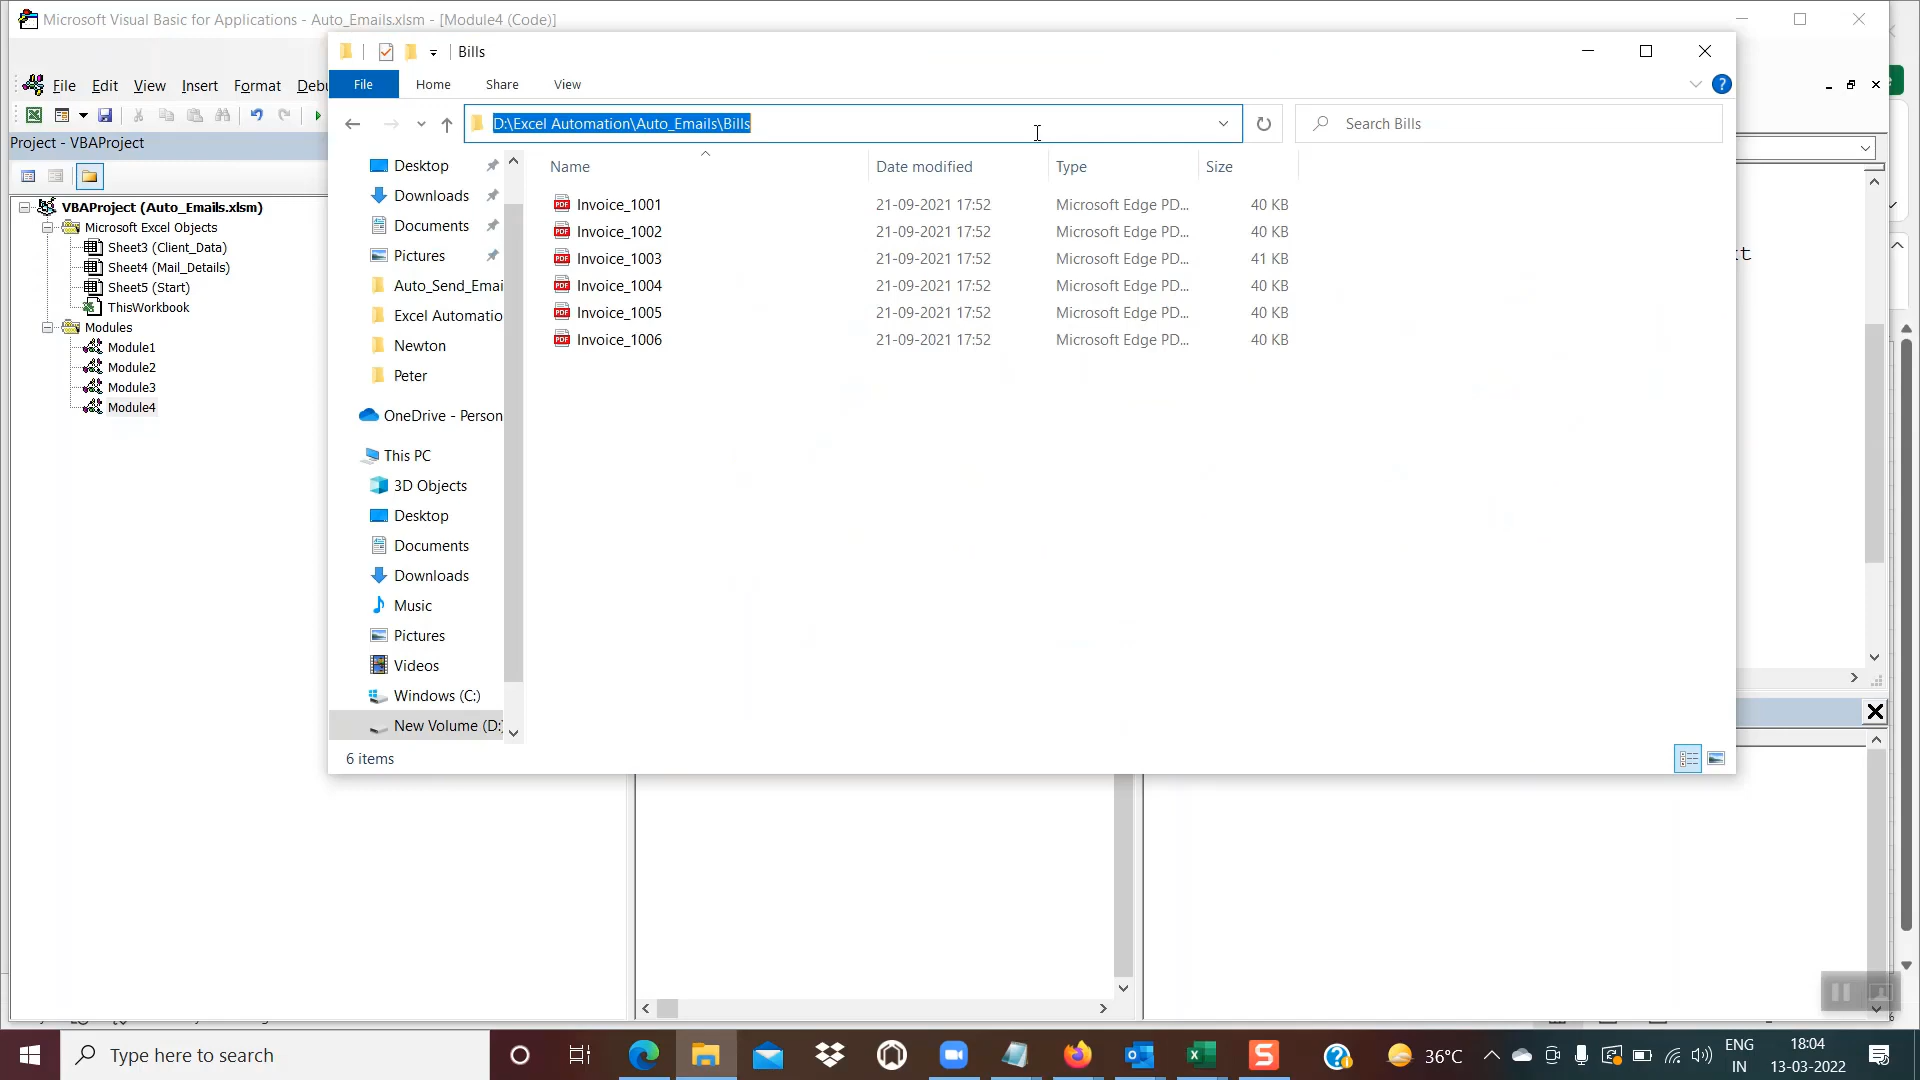 Microsoft Visual Basic for Applications - Auto_Emails.xlsm - [Module4 (Code)]
Bills
File Edit View Insert Format Debu
File Home Share View
D:\Excel Automation\Auto_Emails\Bills
Search Bills
Project - VBAProject
Name Date modified Type Size
VBAProject (Auto_Emails.xlsm)
Microsoft Excel Objects
Sheet3 (Client_Data)
Sheet4 (Mail_Details)
Sheet5 (Start)
ThisWorkbook
Modules
Module1
Module2
Module3
Module4
Desktop
Downloads
Documents
Pictures
Auto_Send_Emai
Excel Automatio
Newton
Peter
OneDrive - Person
This PC
3D Objects
Desktop
Documents
Downloads
Music
Pictures
Videos
Windows (C:)
New Volume (D:)
Invoice_1001 21-09-2021 17:52 Microsoft Edge PD... 40 KB
Invoice_1002 21-09-2021 17:52 Microsoft Edge PD... 40 KB
Invoice_1003 21-09-2021 17:52 Microsoft Edge PD... 41 KB
Invoice_1004 21-09-2021 17:52 Microsoft Edge PD... 40 KB
Invoice_1005 21-09-2021 17:52 Microsoft Edge PD... 40 KB
Invoice_1006 21-09-2021 17:52 Microsoft Edge PD... 40 KB
6 items
Type here to search
36°C
ENG
IN
18:04
13-03-2022